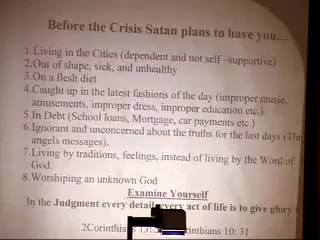 Before the Crisis Satan plans to have you...
1.Living in the Cities (dependent and not self –supportive)
2.Out of shape, sick, and unhealthy
3.On a flesh diet
4.Caught up in the latest fashions of the day (improper music,
amusements, improper dress, improper education etc.)
5.In Debt (School loans, Mortgage, car payments etc.)
6.Ignorant and unconcerned about the truths for the last days (
angels messages).
7.Living by traditions, feelings, instead of living by the Word of
God.
8.Worshiping an unknown God
Examine Yourself
In the Judgment every detail every act of life is to give glory
2Corinthians 13: 10: 31